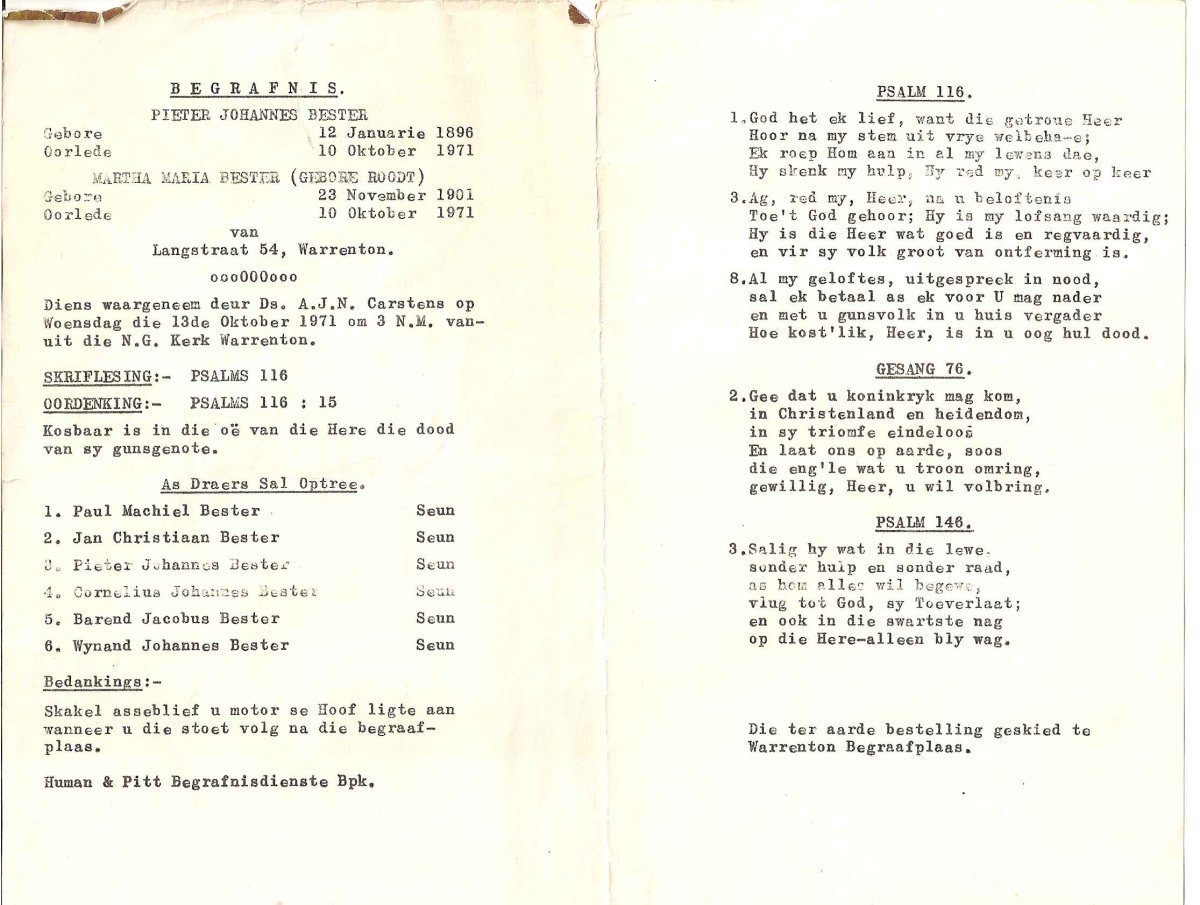 B E G R A F N I S.
PIETER JOHANNES BESTER
Gebore 12 Januarie 1896
Oorlede 10 Oktober 1971
MARTHA MARIA BESTER (GEBORE ROODT)
Gebore 23 November 1901
Oorlede 10 Oktober 1971
van
Langstraat 54, Warrenton.
ooo000ooo
Diens waargeneem deur Ds. A.J.N. Carstens op
Woensdag die 13de Oktober 1971 om 3 N.M. van-
uit die N.G. Kerk Warrenton.
SKRIFLESING:- PSALMS 116
OORDENKING:- PSALMS 116 : 15
Kosbaar is in die oë van die Here die dood
van sy gunsgenote.
As Draers Sal Optree.
1. Paul Machiel Bester Seun
2. Jan Christiaan Bester Seun
3. Pieter Johannes Bester Seun
4. Cornelius Johannes Bester Seun
5. Barend Jacobus Bester Seun
6. Wynand Johannes Bester Seun
Bedankings:-
Skakel asseblief u motor se Hoof ligte aan
wanneer u die stoet volg na die begraaf-
plaas.
Human & Pitt Begrafnisdienste Bpk.
PSALM 116.
1.God het ek lief, want die getroue Heer
Hoor na my stem uit vrye welbeha-e;
Ek roep Hom aan in al my lewens dae,
Hy skenk my hulp, Hy red my, keer op keer
3.Ag, red my, Heer, na u beloftenis
Toe't God gehoor; Hy is my lofsang waardig;
Hy is die Heer wat goed is en regvaardig,
en vir sy volk groot van ontferming is.
8.Al my geloftes, uitgespreek in nood,
sal ek betaal as ek voor U mag nader
en met u gunsvolk in u huis vergader
Hoe kost'lik, Heer, is in u oog hul dood.
GESANG 76.
2.Gee dat u koninkryk mag kom,
in Christenland en heidendom,
in sy triomfe eindeloos
En laat ons op aarde, soos
die eng'le wat u troon omring,
gewillig, Heer, u wil volbring.
PSALM 146.
3.Salig hy wat in die lewe.
sonder hulp en sonder raad,
as hom alles wil begewe,
vlug tot God, sy Toeverlaat;
en ook in die swartste nag
op die Here-alleen bly wag.
Die ter aarde bestelling geskied te
Warrenton Begraafplaas.